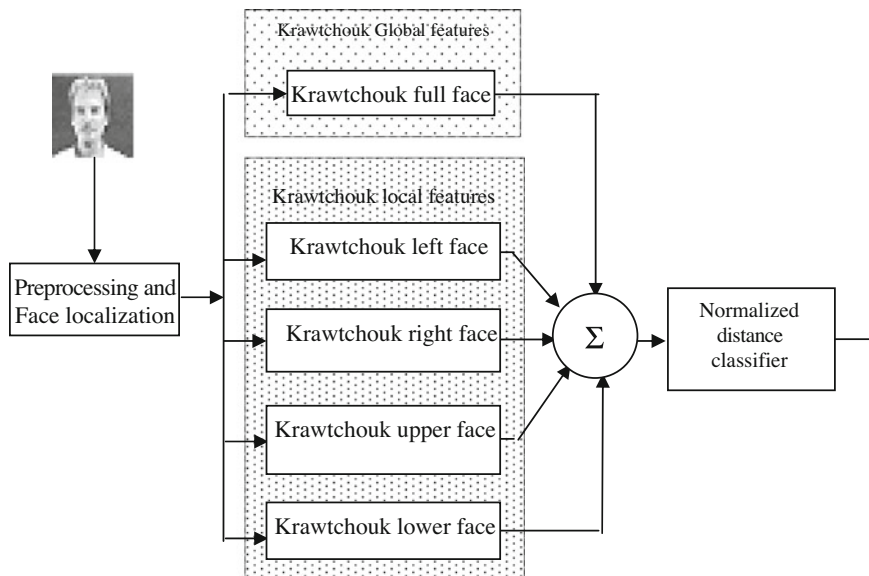 Krawtchouk Global features
Krawtchouk full face
Krawtchouk local features
Krawtchouk left face
Preprocessing and
Face localization
Krawtchouk right face
Krawtchouk upper face
Krawtchouk lower face
Σ
Normalized
distance
classifier